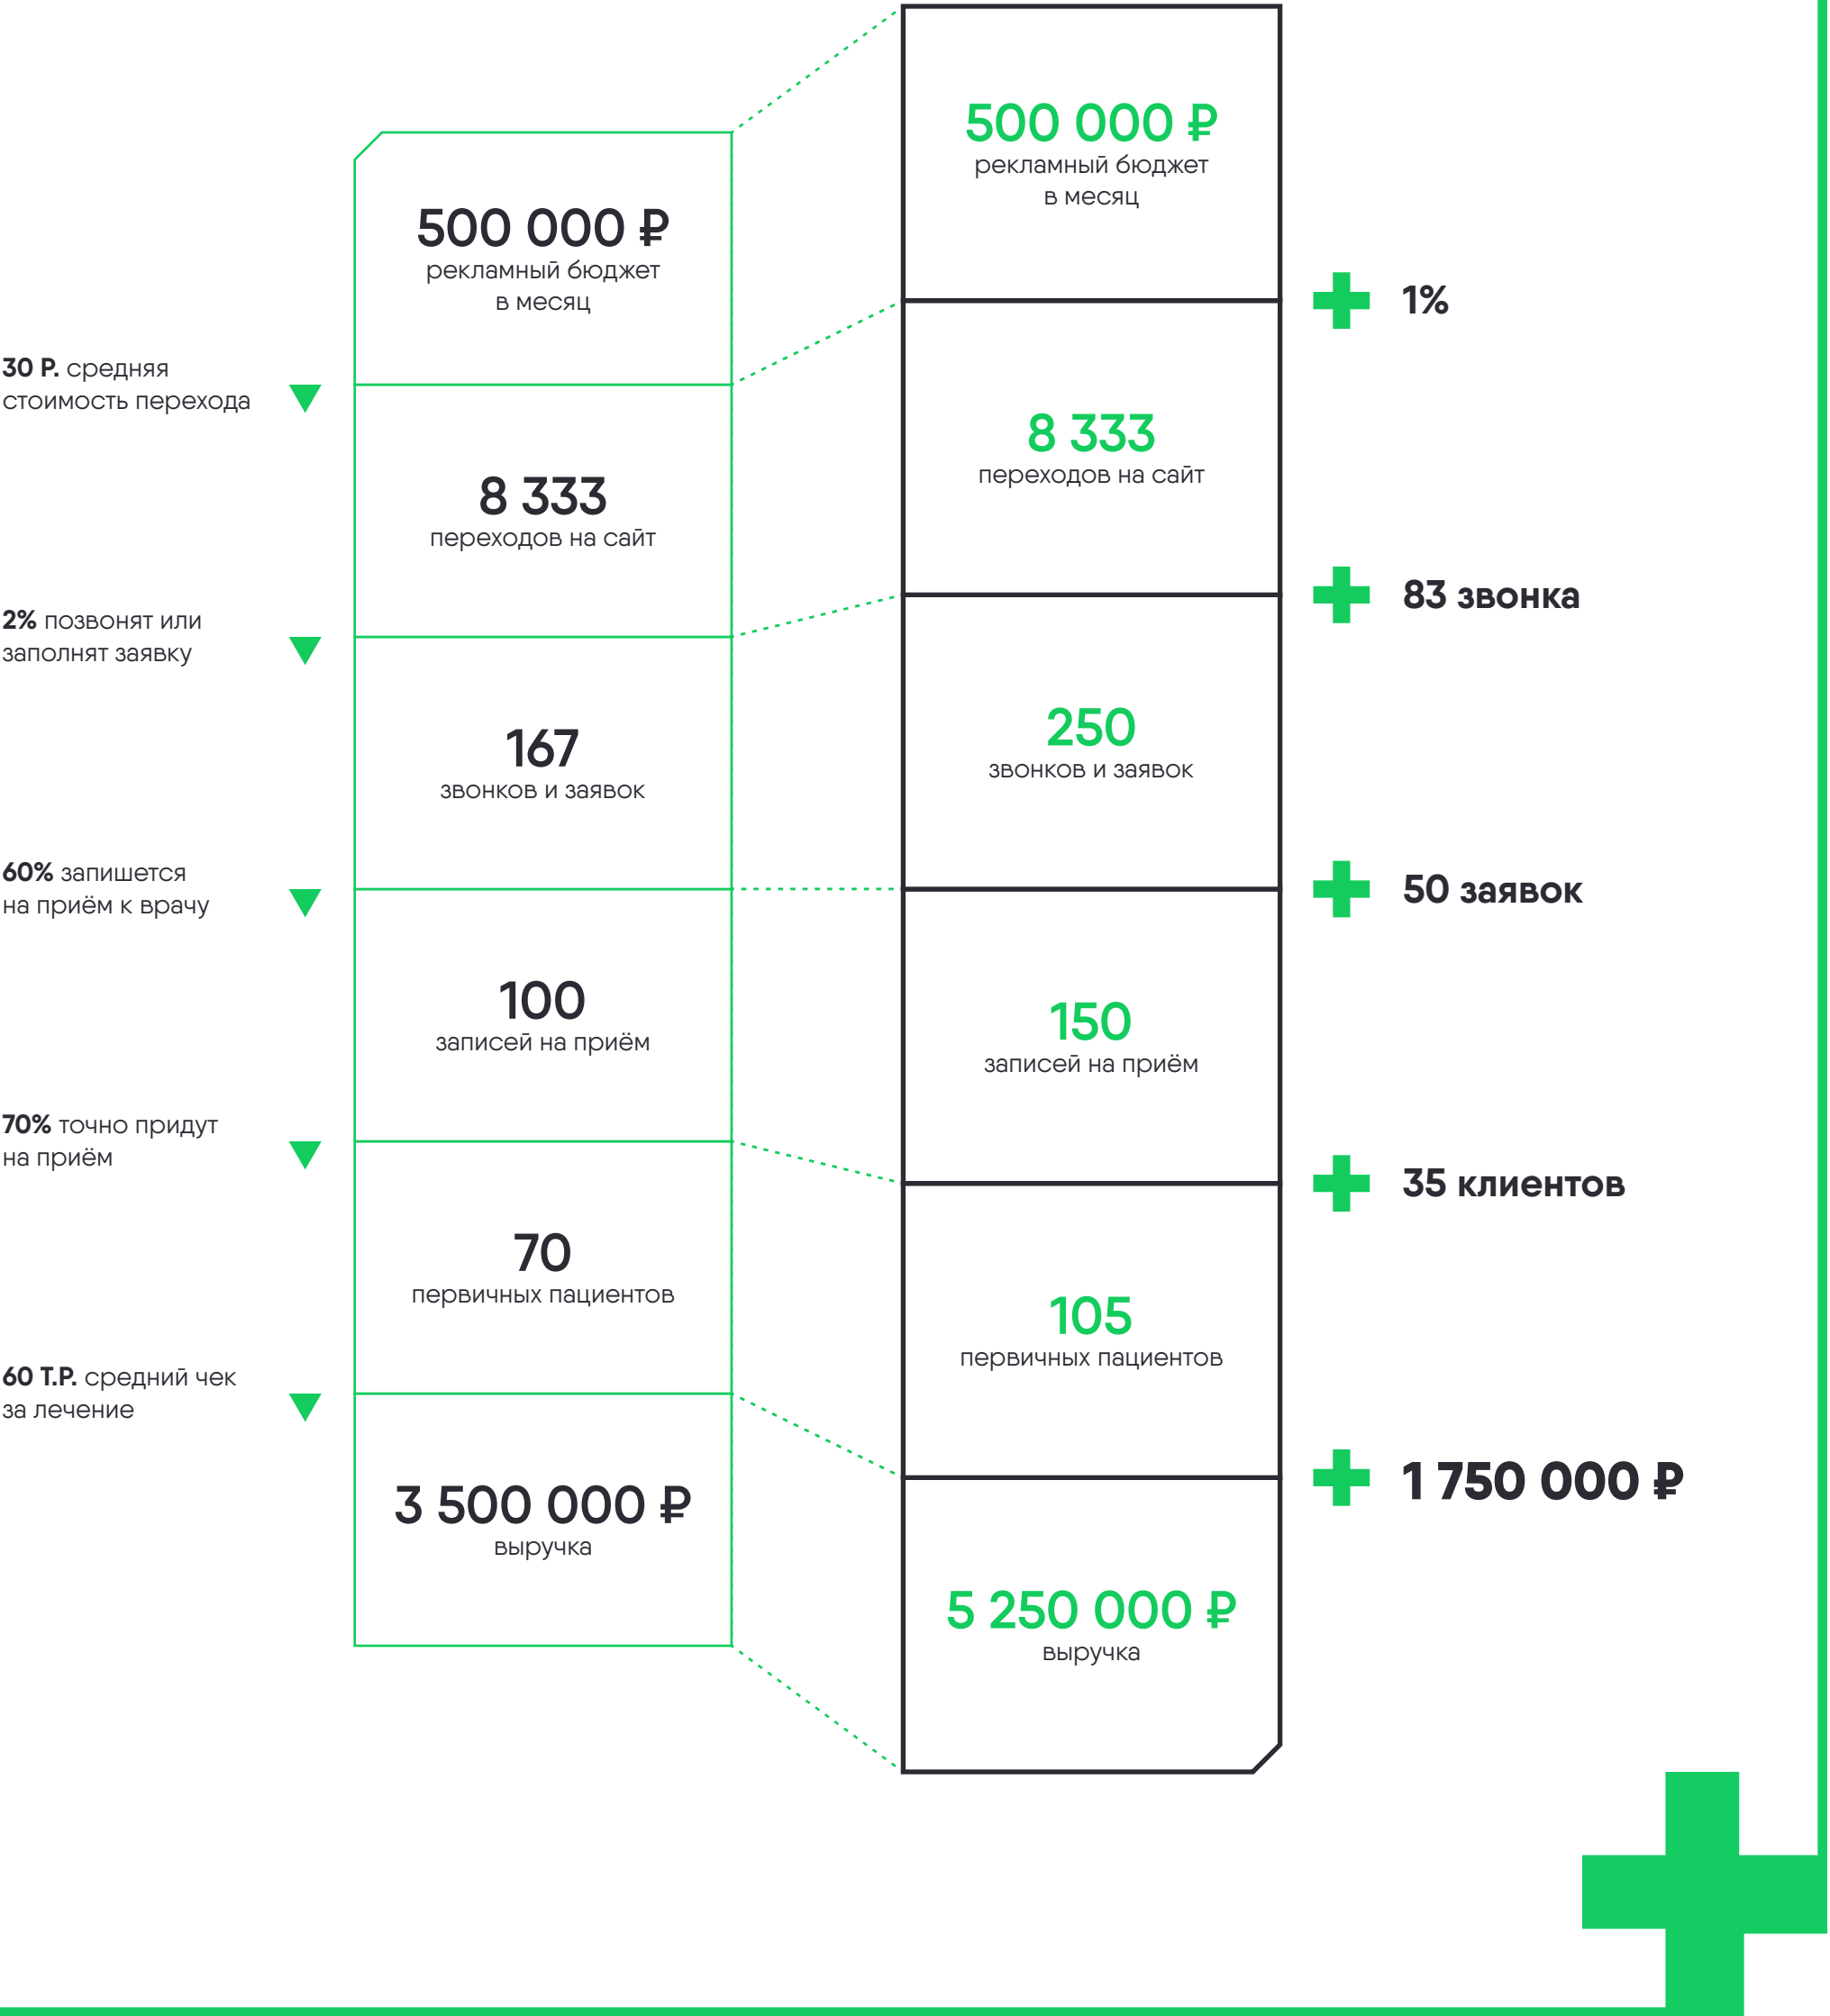 500 000 ₽
рекламный бюджет
в месяц
30 Р. средняя
стоимость перехода
8 333
переходов на сайт
2% позвонят или
заполнят заявку
167
звонков и заявок
60% запишется
на приём к врачу
100
записей на приём
70% точно придут
на приём
70
первичных пациентов
60 Т.Р. средний чек
за лечение
3 500 000 ₽
выручка
500 000 ₽
рекламный бюджет
в месяц
1%
8 333
переходов на сайт
83 звонка
250
звонков и заявок
50 заявок
150
записей на приём
35 клиентов
105
первичных пациентов
1 750 000 ₽
5 250 000 ₽
выручка